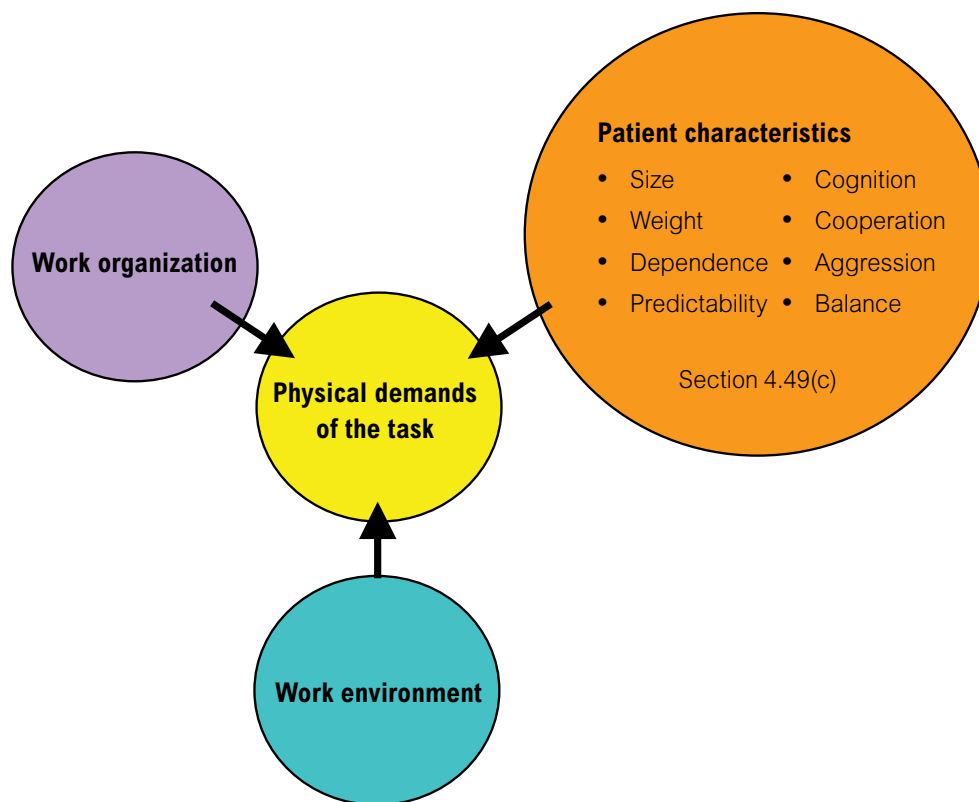 Patient characteristics
• Size
• Weight
• Dependence
• Predictability
• Cognition
• Cooperation
• Aggression
• Balance
Section 4.49(c)
Work organization
Physical demands
of the task
Work environment